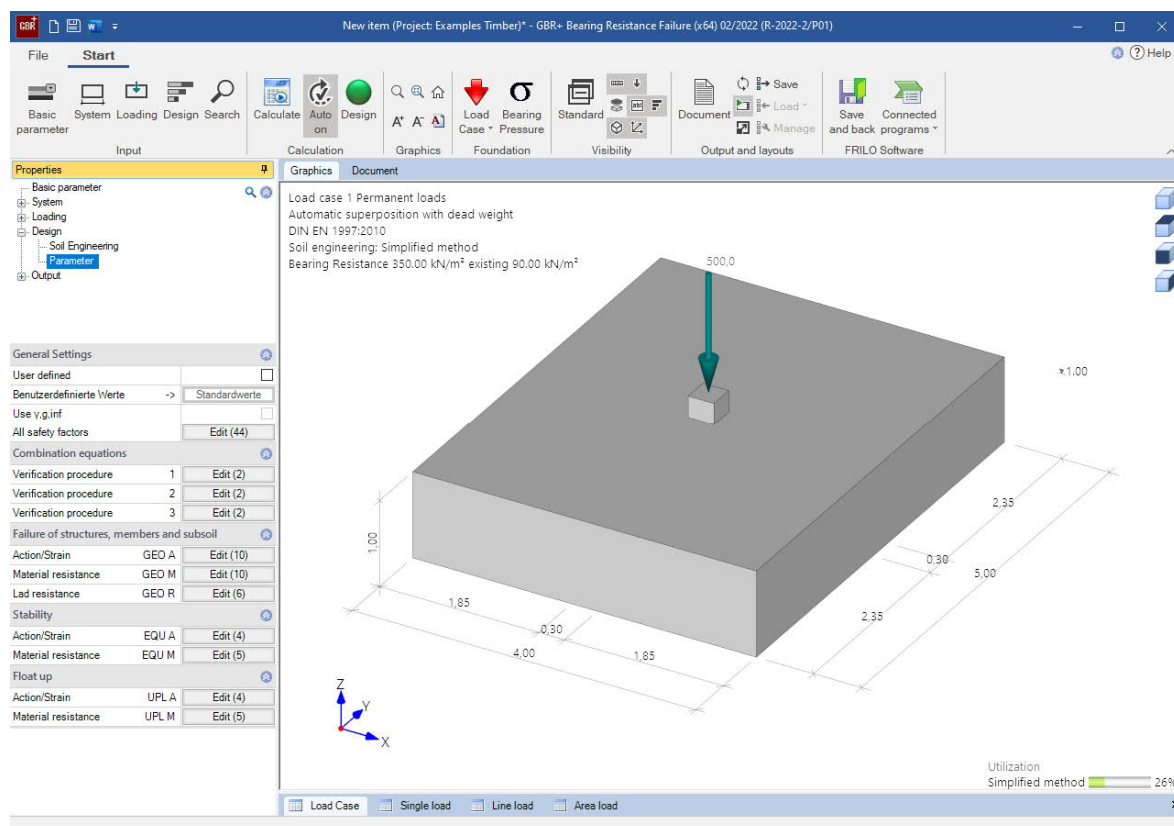 GBR+
New item (Project: Examples Timber)* - GBR+ Bearing Resistance Failure (x64) 02/2022 (R-2022-2/P01)
File Start Help
Basic parameter System Loading Design Search Calculate Auto on Design Load Case Bearing Pressure Standard Document Save Load Manage Save and back Connected programs
Input Calculation Graphics Foundation Visibility Output and layouts FRILO Software
Properties
Basic parameter
System
Loading
Design
Soil Engineering
Parameter
Output
General Settings
User defined
Benutzerdefinierte Werte -> Standardwerte
Use γ,g,inf
All safety factors Edit (44)
Combination equations
Verification procedure 1 Edit (2)
Verification procedure 2 Edit (2)
Verification procedure 3 Edit (2)
Failure of structures, members and subsoil
Action/Strain GEO A Edit (10)
Material resistance GEO M Edit (10)
Lad resistance GEO R Edit (6)
Stability
Action/Strain EQU A Edit (4)
Material resistance EQU M Edit (5)
Float up
Action/Strain UPL A Edit (4)
Material resistance UPL M Edit (5)
Graphics Document
Load case 1 Permanent loads
Automatic superposition with dead weight
DIN EN 1997:2010
Soil engineering: Simplified method
Bearing Resistance 350.00 kN/m² existing 90.00 kN/m²
500,0
1.00
2,35
0,30
5,00
2,35
1,00
1,85
0,30
4,00
1,85
Z
Y
X
Utilization
Simplified method 26%
Load Case Single load Line load Area load